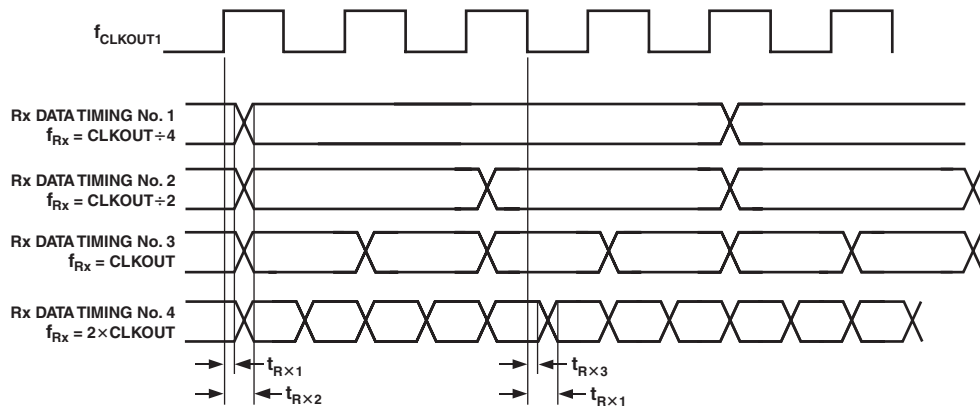 fCLKOUT1
Rx DATA TIMING No. 1
fRx = CLKOUT÷4
Rx DATA TIMING No. 2
fRx = CLKOUT÷2
Rx DATA TIMING No. 3
fRx = CLKOUT
Rx DATA TIMING No. 4
fRx = 2×CLKOUT
tR×1
tR×3
tR×2
tR×1